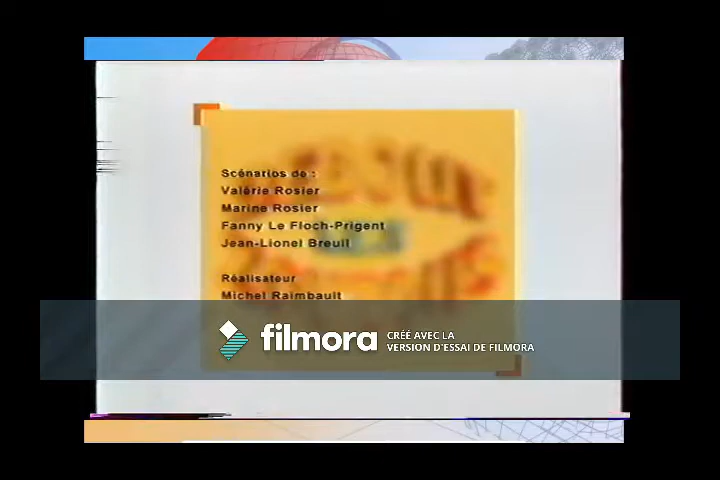 Scénarios de :
Valérie Rosier
Marine Rosier
Fanny Le Floch-Prigent
Jean-Lionel Breuil
Réalisateur
Michel Raimbault
filmora
CRÉÉ AVEC LA
VERSION D'ESSAI DE FILMORA